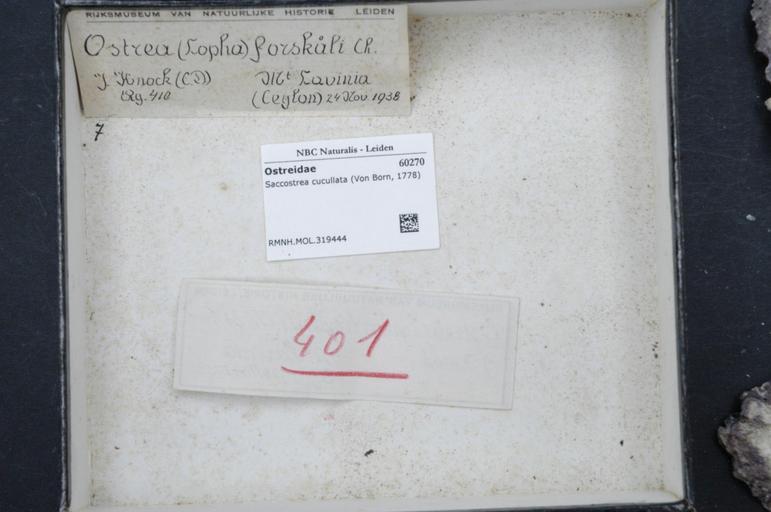 RIJKSMUSEUM VAN NATUURLIJKE HISTORIE LEIDEN
Ostrea (Lopha) forskåli Ch.
J. Knock (CD) Mt Lavinia
Rg. 410 (Ceylon) 24 Nov 1938
7
NBC Naturalis - Leiden
Ostreidae 60270
Saccostrea cucullata (Von Born, 1778)
RMNH.MOL.319444
401